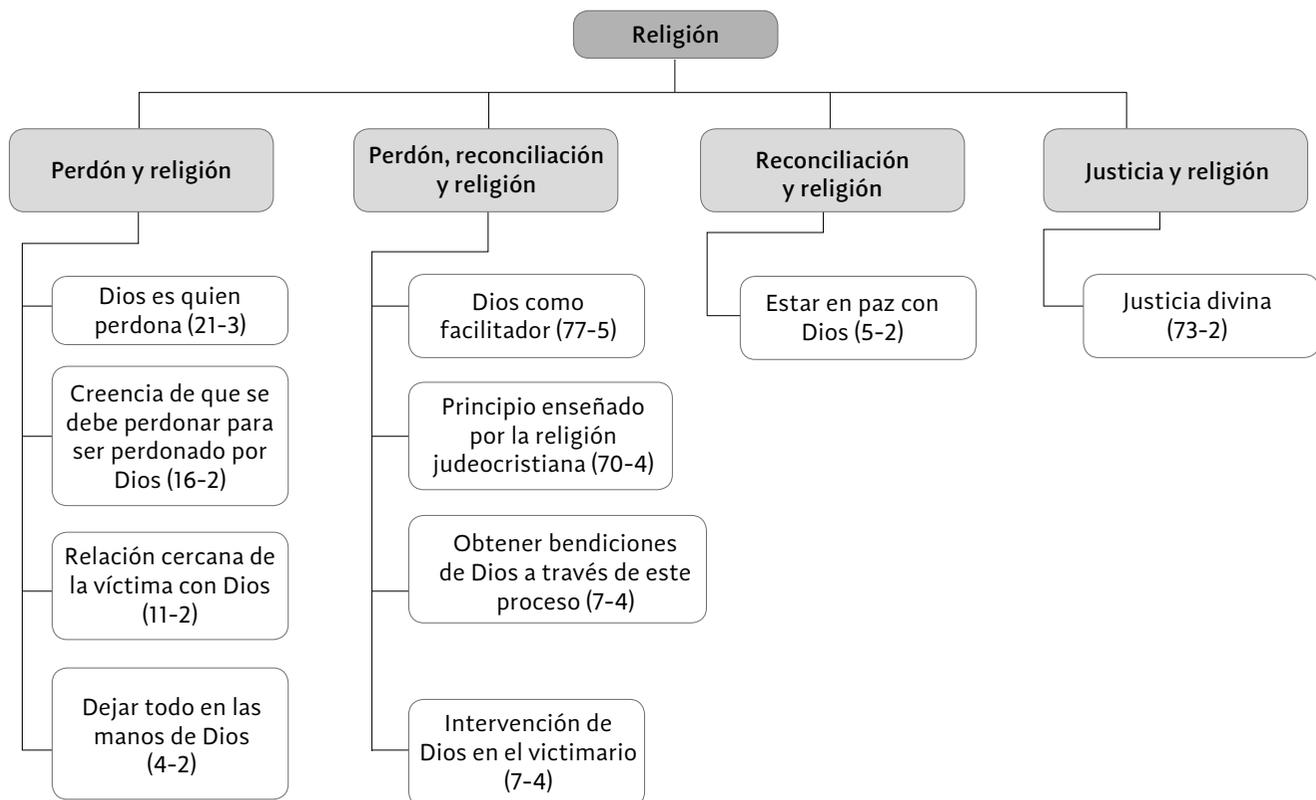 Religión
Perdón y religión
Dios es quien
perdona (21-3)
Creencia de que se
debe perdonar para
ser perdonado por
Dios (16-2)
Relación cercana de
la víctima con Dios
(11-2)
Dejar todo en las
manos de Dios
(4-2)
Perdón, reconciliación
y religión
Dios como
facilitador (77-5)
Principio enseñado
por la religión
judeocristiana (70-4)
Obtener bendiciones
de Dios a través de este
proceso (7-4)
Intervención de
Dios en el victimario
(7-4)
Reconciliación
y religión
Estar en paz con
Dios (5-2)
Justicia y religión
Justicia divina
(73-2)